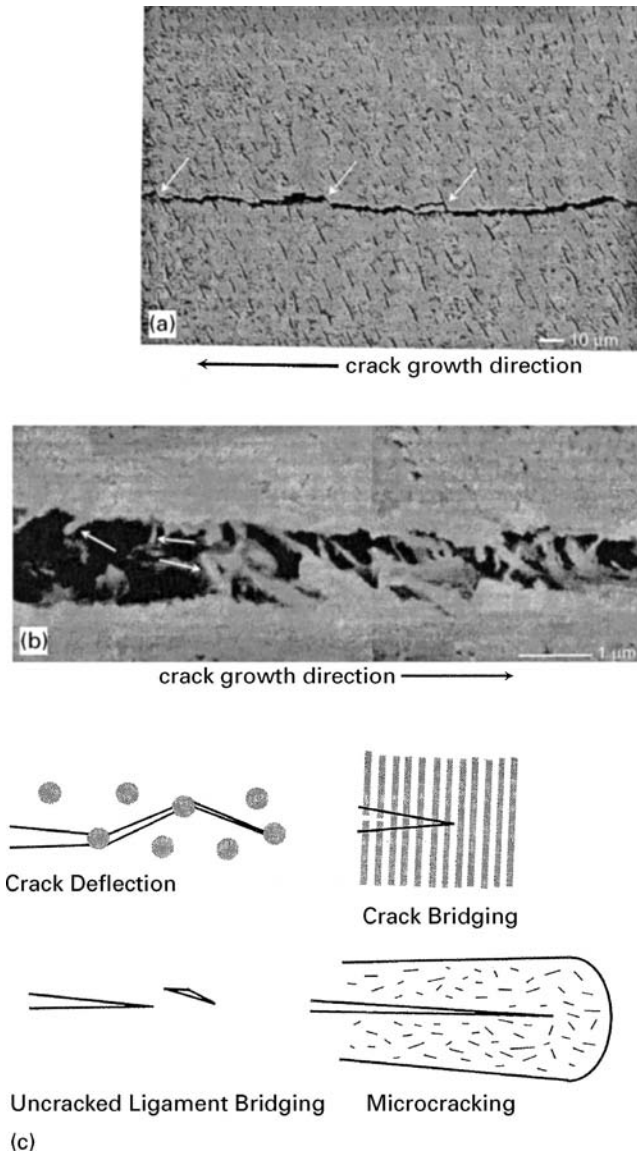 (a)
10 µm
crack growth direction
(b)
1 µm
crack growth direction
Crack Deflection
Crack Bridging
Uncracked Ligament Bridging
Microcracking
(c)